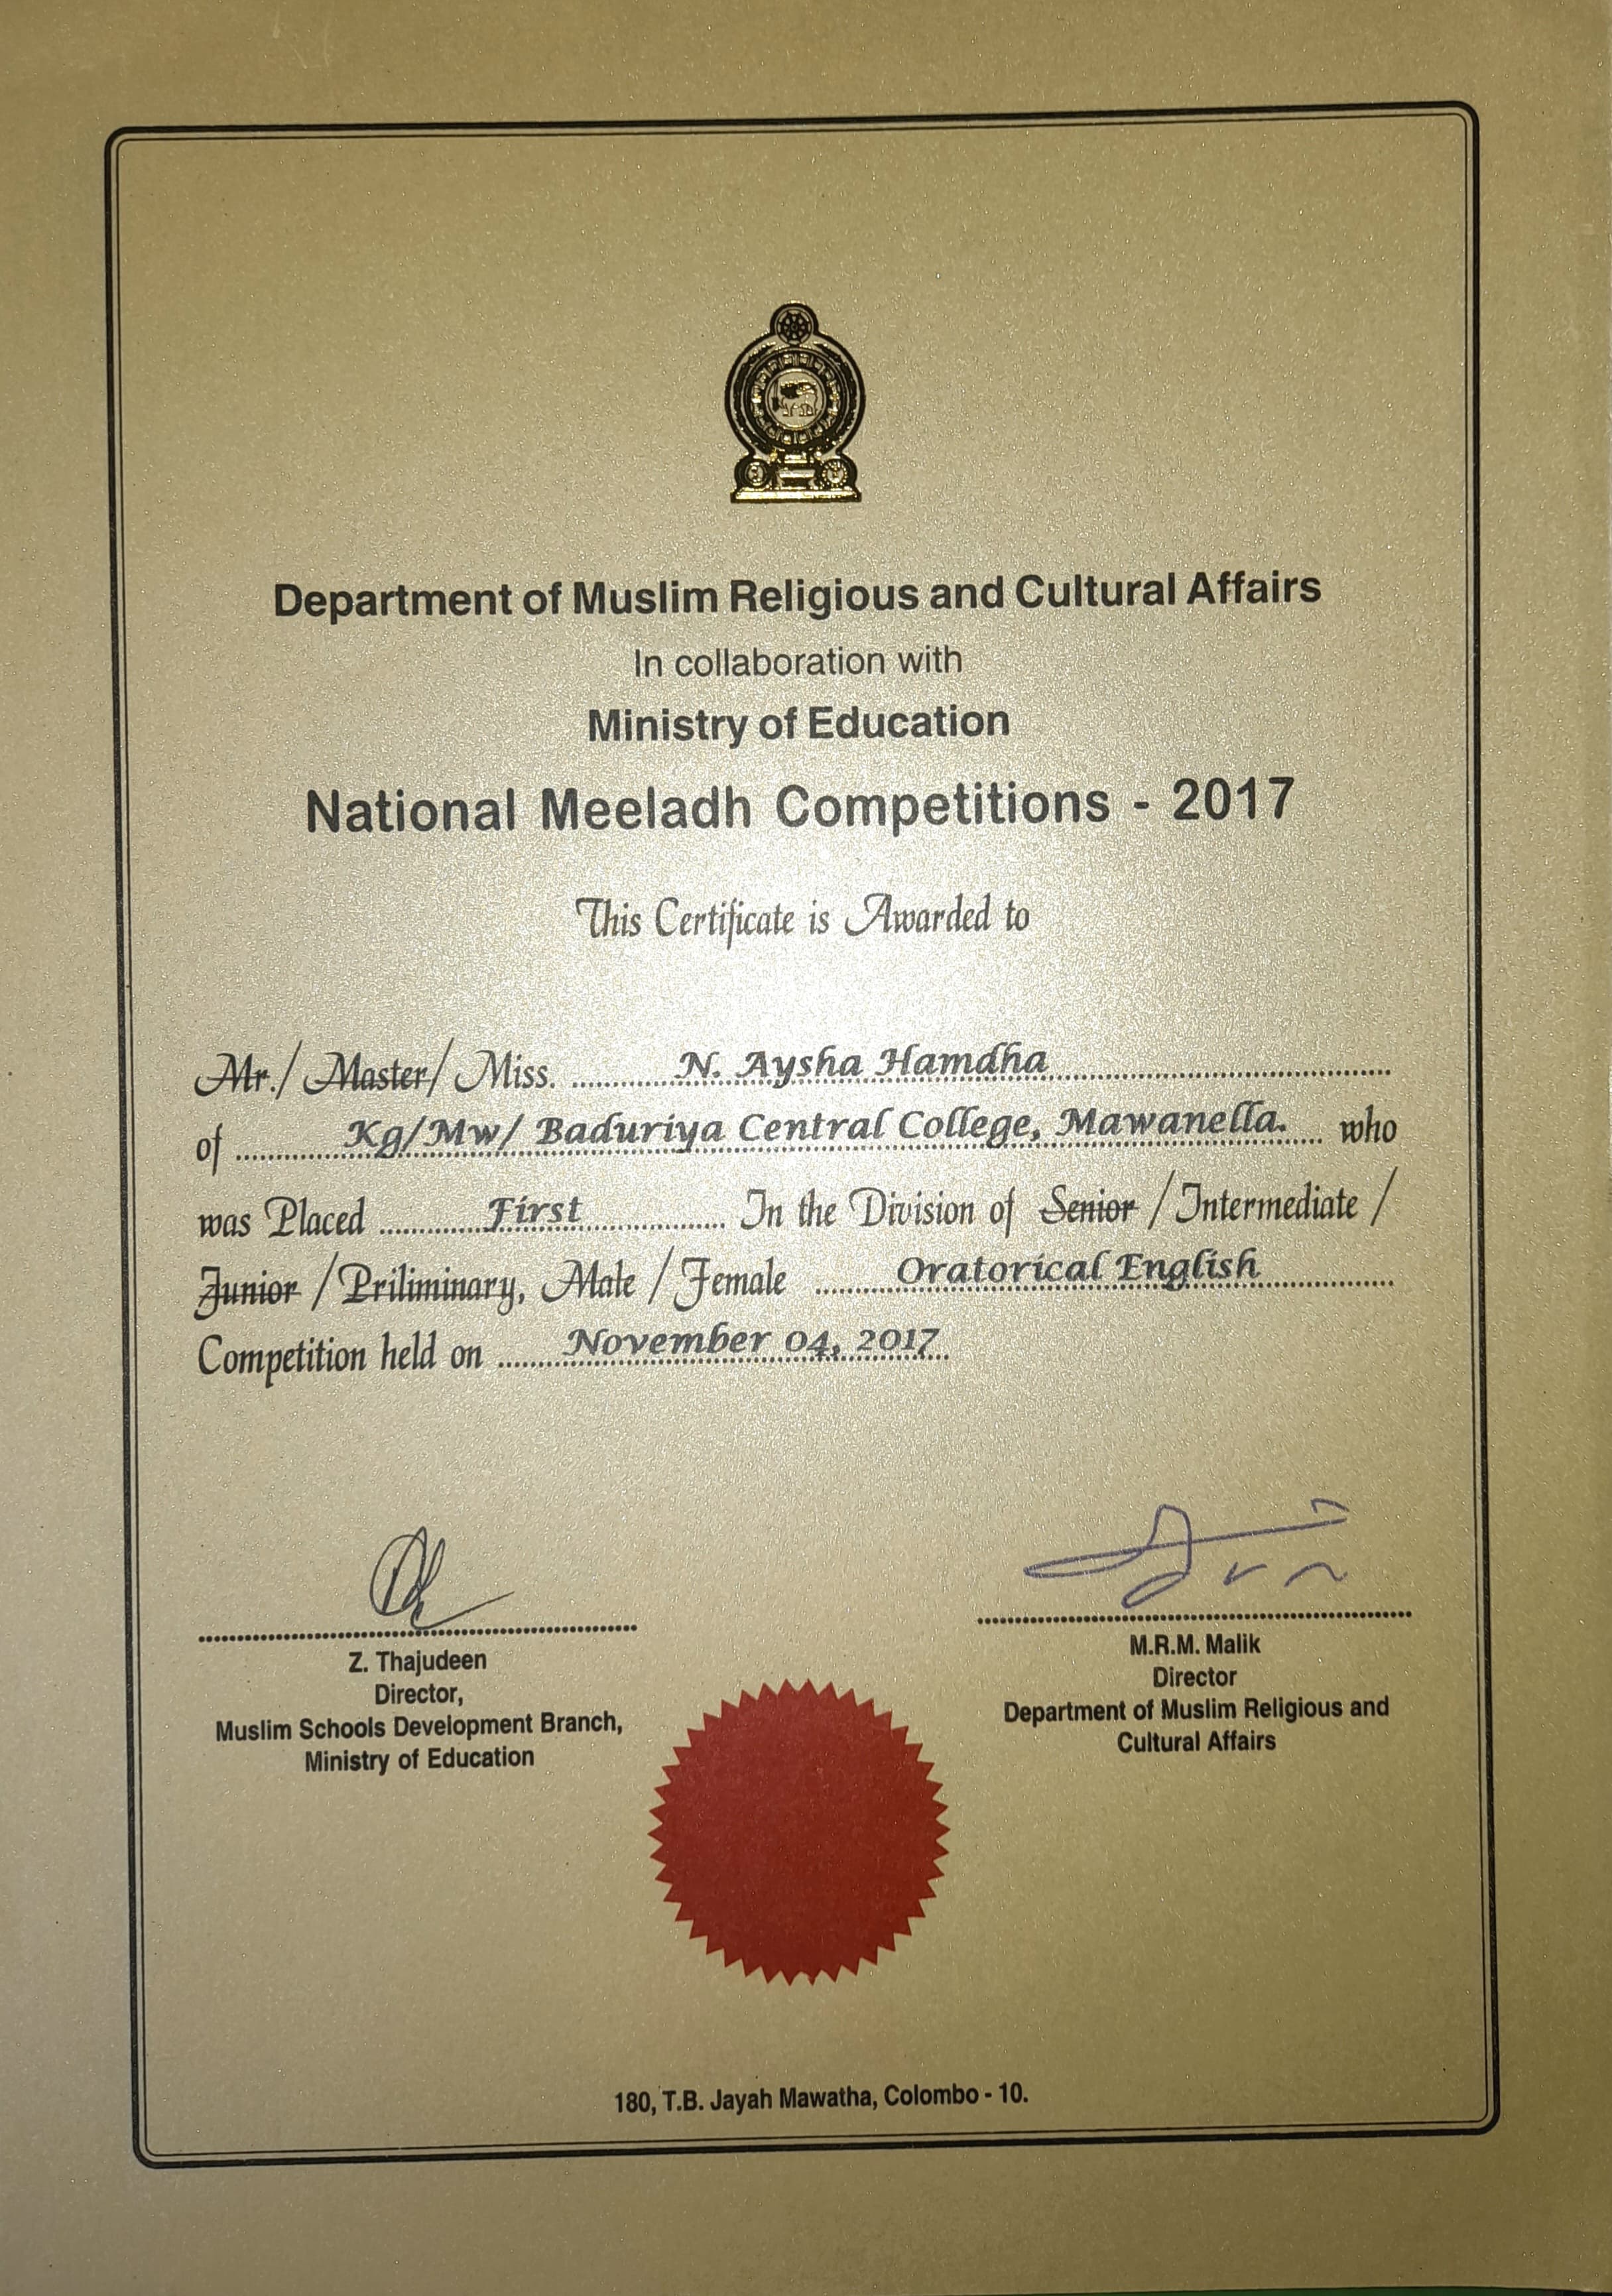 Department of Muslim Religious and Cultural Affairs
In collaboration with
Ministry of Education
National Meeladh Competitions - 2017
This Certificate is Awarded to
Mr./ Master/ Miss. ............N. Aysha Hamdha............
of ............Kg/Mw/ Baduriya Central College, Mawanella...... who
was Placed ............First............ In the Division of Senior / Intermediate /
Junior / Priliminary, Male / Female ............Oratorical English............
Competition held on ............November 04, 2017...
Z. Thajudeen
Director,
Muslim Schools Development Branch,
Ministry of Education
M.R.M. Malik
Director
Department of Muslim Religious and
Cultural Affairs
180, T.B. Jayah Mawatha, Colombo - 10.